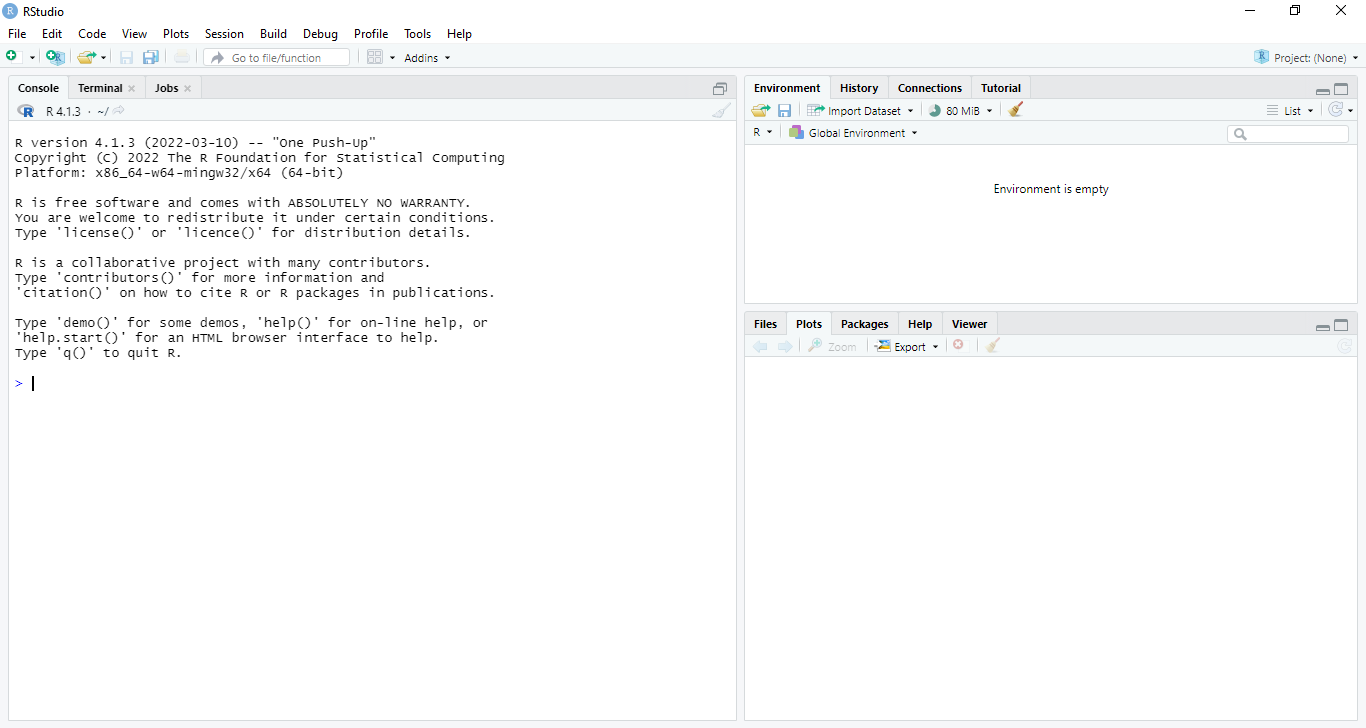 RStudio
File Edit Code View Plots Session Build Debug Profile Tools Help
Go to file/function Addins Project: (None)
Console Terminal Jobs
R 4.1.3 · ~/
R version 4.1.3 (2022-03-10) -- "One Push-Up"
Copyright (C) 2022 The R Foundation for Statistical Computing
Platform: x86_64-w64-mingw32/x64 (64-bit)
R is free software and comes with ABSOLUTELY NO WARRANTY.
You are welcome to redistribute it under certain conditions.
Type 'license()' or 'licence()' for distribution details.
R is a collaborative project with many contributors.
Type 'contributors()' for more information and
'citation()' on how to cite R or R packages in publications.
Type 'demo()' for some demos, 'help()' for on-line help, or
'help.start()' for an HTML browser interface to help.
Type 'q()' to quit R.
>
Environment History Connections Tutorial
Import Dataset 80 MiB List
R Global Environment
Environment is empty
Files Plots Packages Help Viewer
Zoom Export